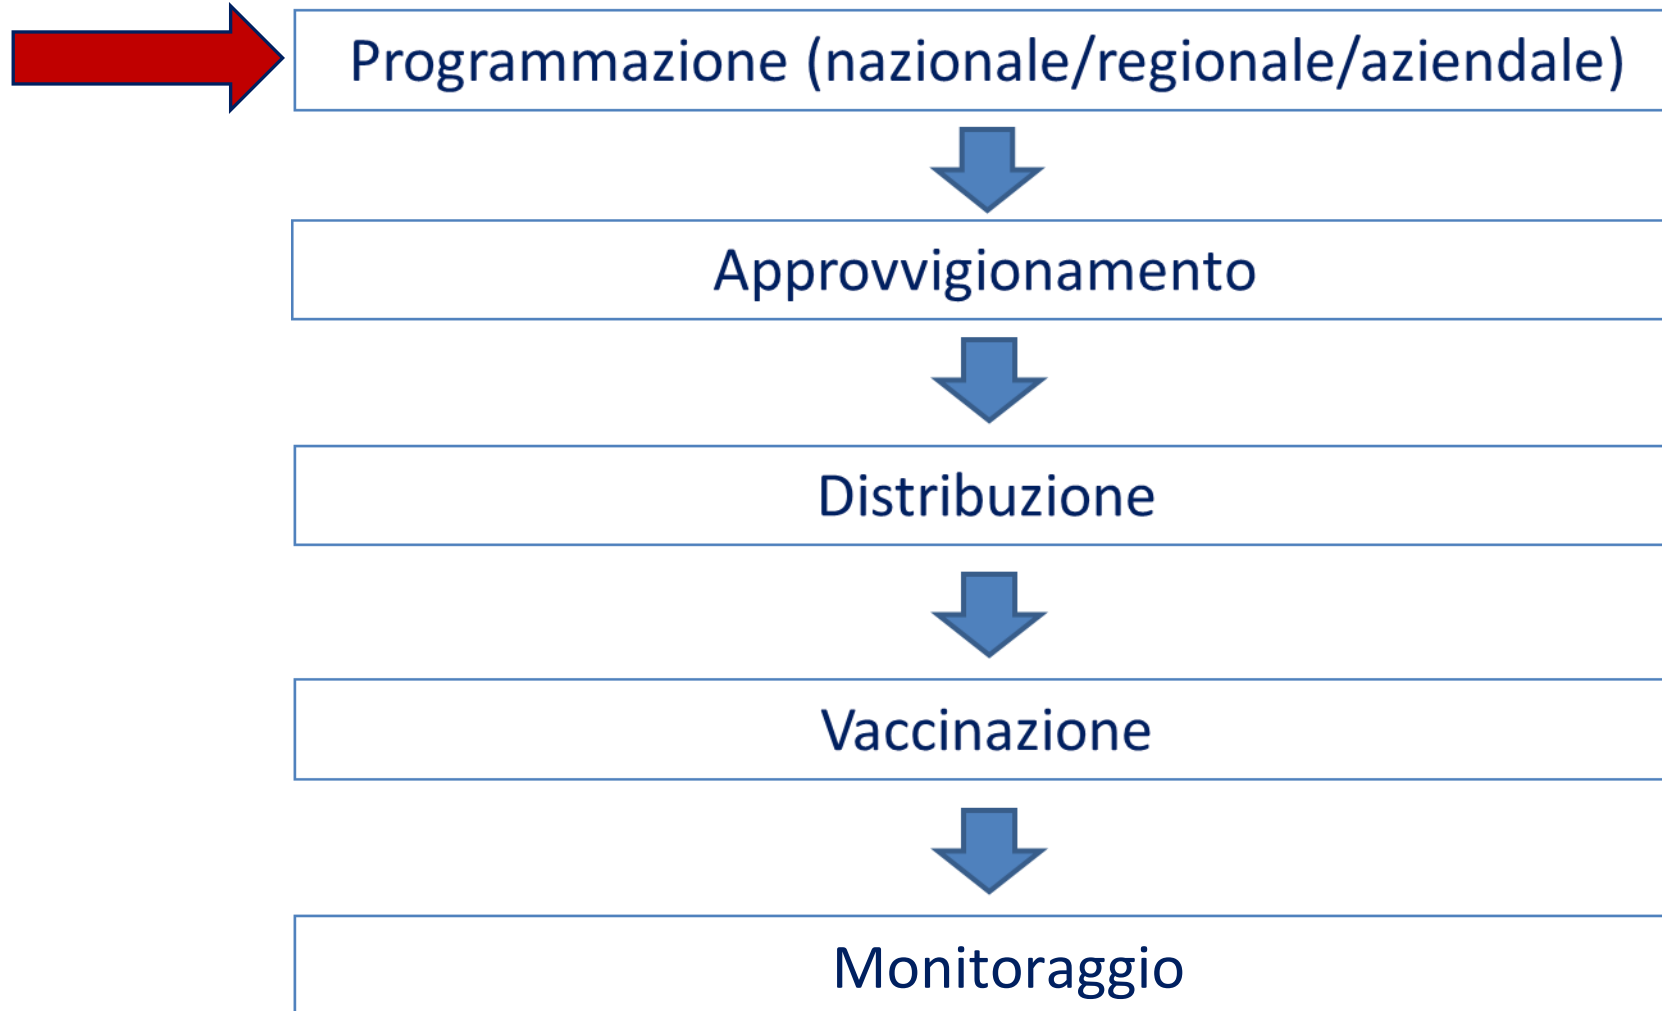 Programmazione (nazionale/regionale/aziendale)
Approvvigionamento
Distribuzione
Vaccinazione
Monitoraggio